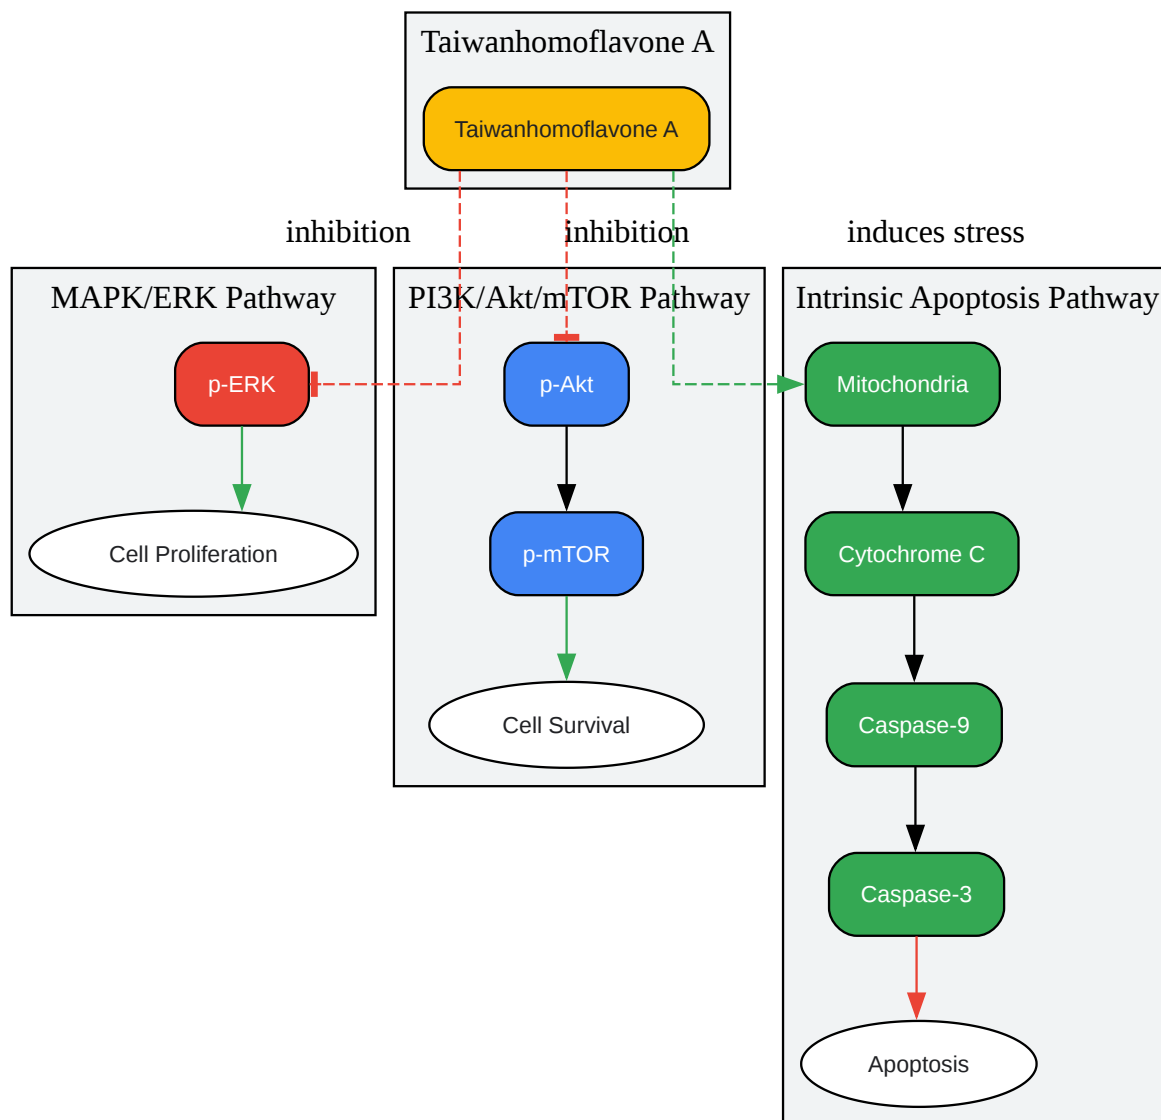 Taiwanhomoflavone A
Taiwanhomoflavone A
inhibition
inhibition
induces stress
MAPK/ERK Pathway
p-ERK
Cell Proliferation
PI3K/Akt/mTOR Pathway
p-Akt
p-mTOR
Cell Survival
Intrinsic Apoptosis Pathway
Mitochondria
Cytochrome C
Caspase-9
Caspase-3
Apoptosis